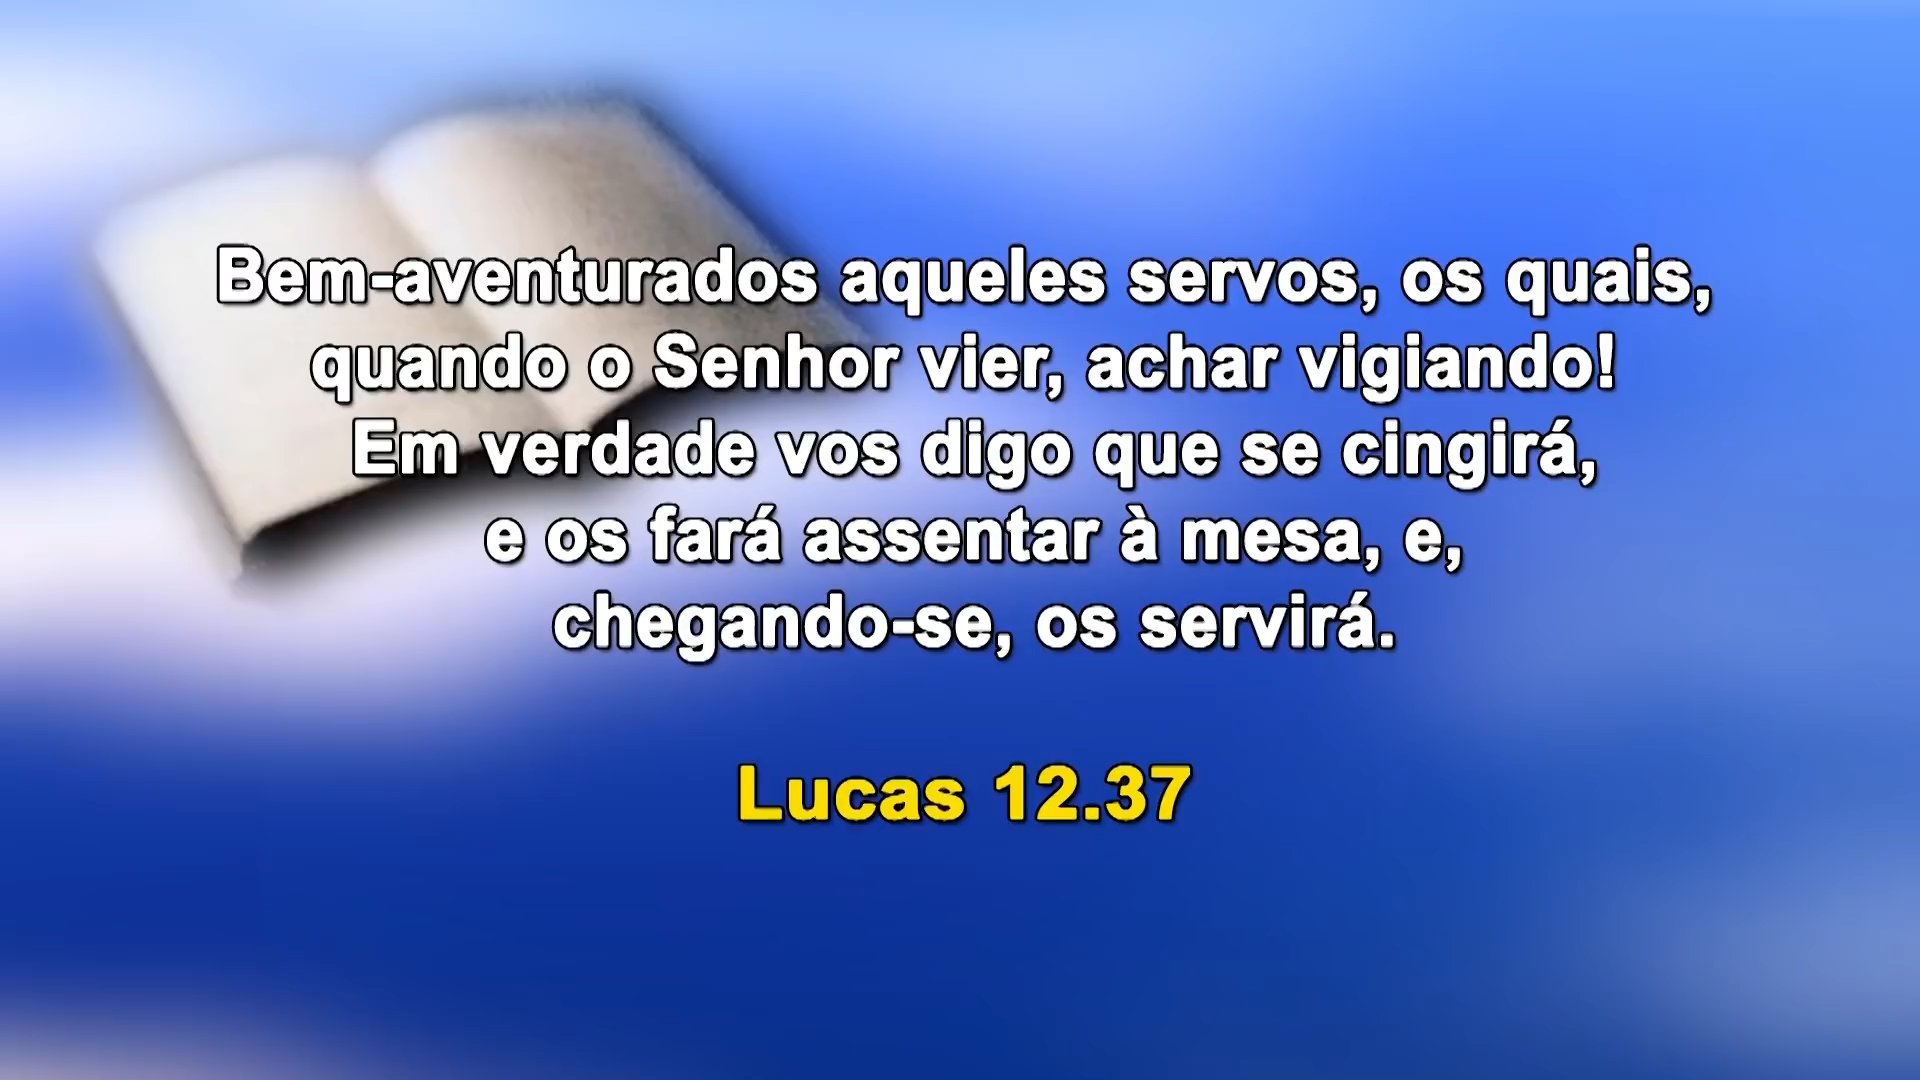 Bem-aventurados aqueles servos, os quais,
quando o Senhor vier, achar vigiando!
Em verdade vos digo que se cingirá,
e os fará assentar à mesa, e,
chegando-se, os servirá.
Lucas 12.37